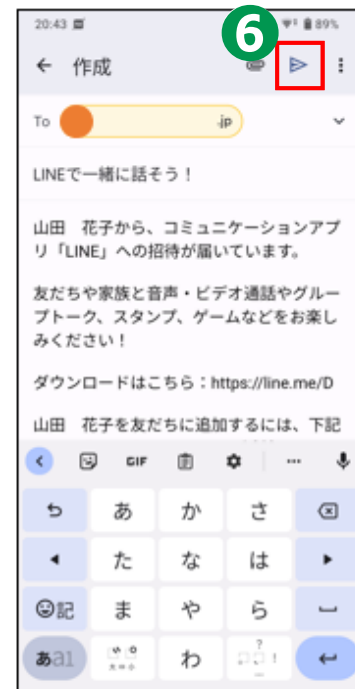 20:43 89%
6
作成
To .jp
LINEで一緒に話そう！
山田 花子から、コミュニケーションアプ
リ「LINE」への招待が届いています。
友だちや家族と音声・ビデオ通話やグルー
プトーク、スタンプ、ゲームなどをお楽し
みください！
ダウンロードはこちら：https://line.me/D
山田 花子を友だちに追加するには、下記
GIF
あ か さ
た な は
記 ま や ら
あa1 大⇔小 わ 、。?!